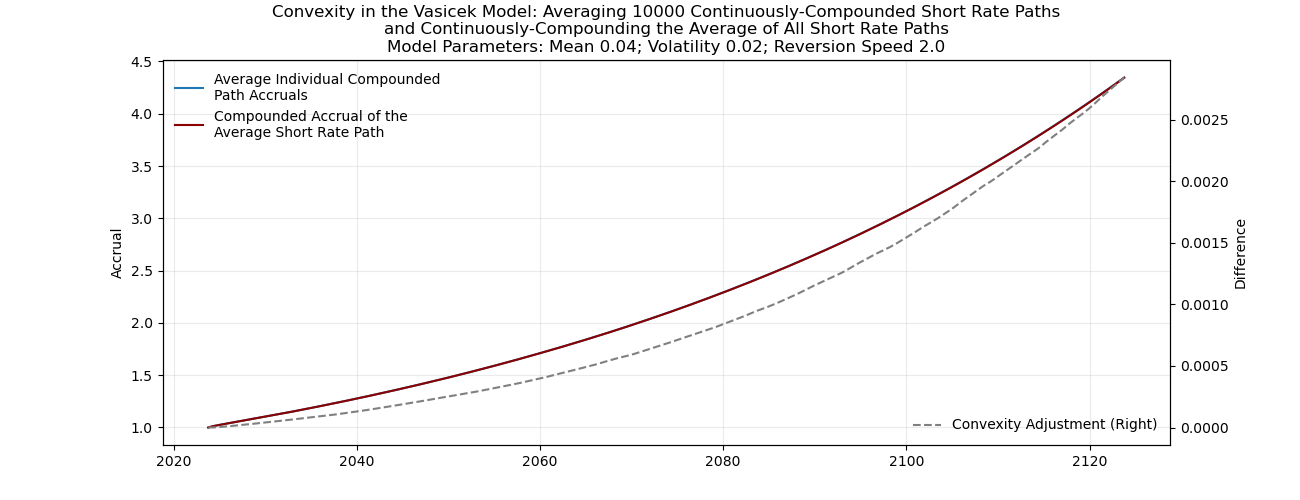 Convexity in the Vasicek Model: Averaging 10000 Continuously-Compounded Short Rate Paths
and Continuously-Compounding the Average of All Short Rate Paths
Model Parameters: Mean 0.04; Volatility 0.02; Reversion Speed 2.0
Average Individual Compounded
Path Accruals
Compounded Accrual of the
Average Short Rate Path
Accrual
4.5
4.0
3.5
3.0
2.5
2.0
1.5
1.0
2020
2040
2060
2080
2100
2120
0.0025
0.0020
0.0015
0.0010
0.0005
0.0000
Difference
Convexity Adjustment (Right)